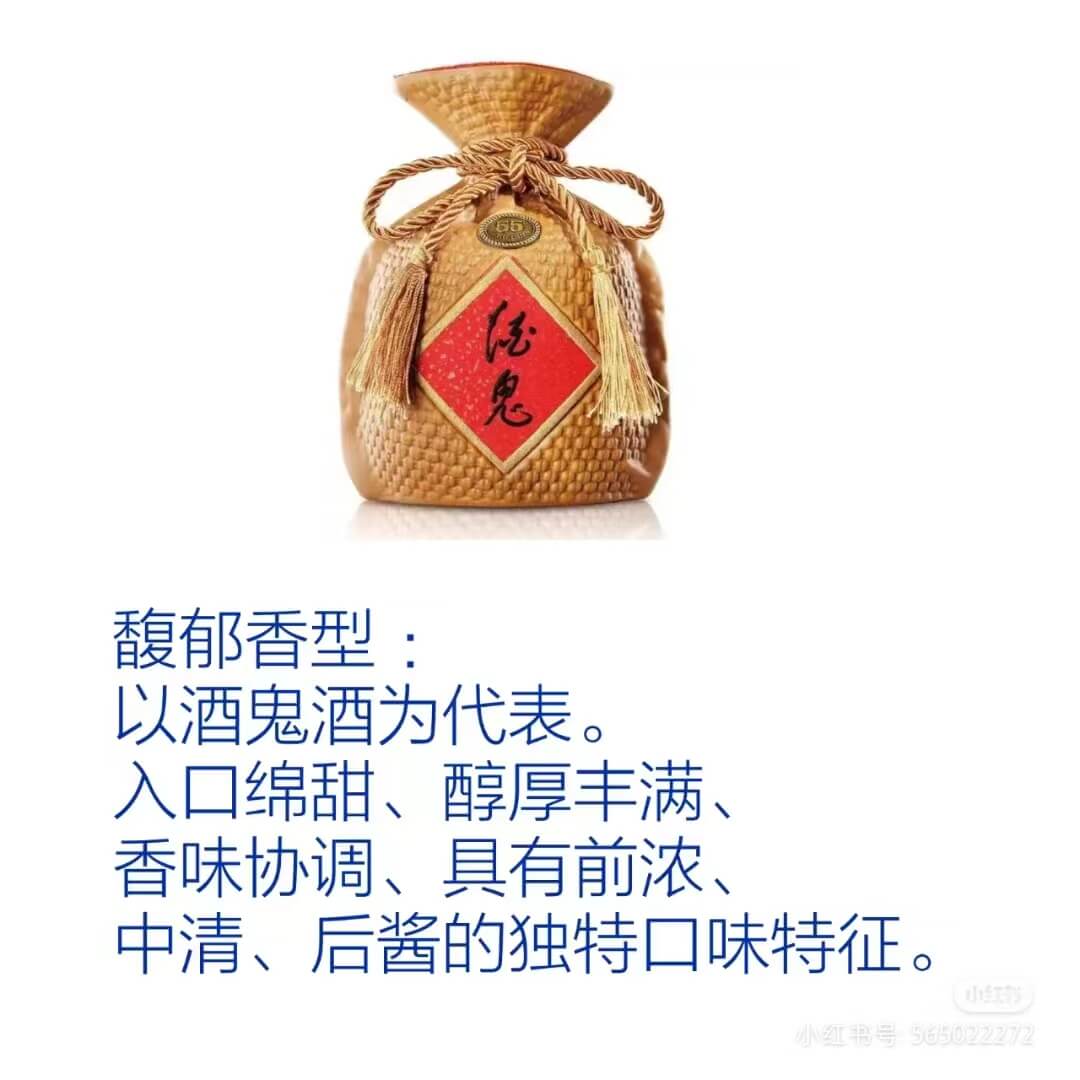 55
酒
鬼
馥郁香型：
以酒鬼酒为代表。
入口绵甜、醇厚丰满、
香味协调、具有前浓、
中清、后酱的独特口味特征。
小红书
小红书号: 565022272